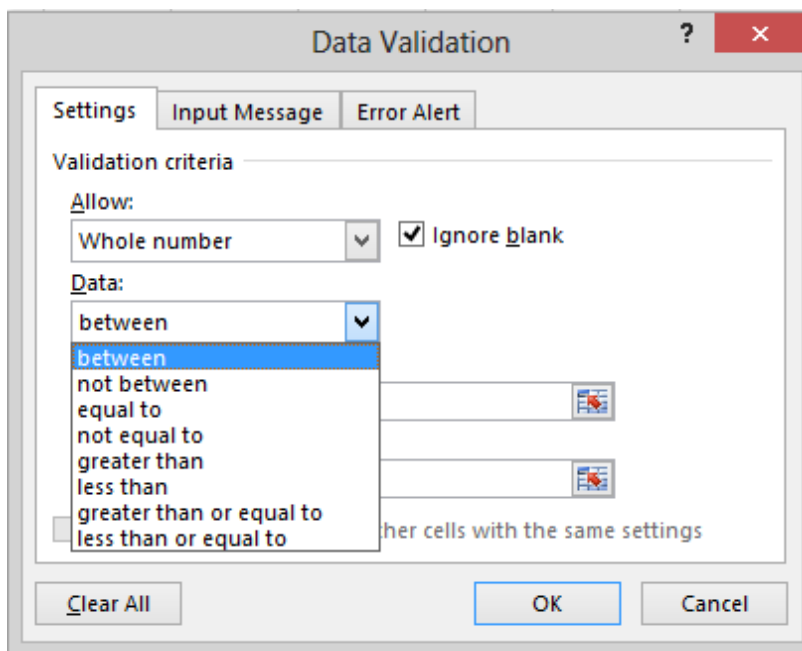 Data Validation ?
Settings Input Message Error Alert
Validation criteria
Allow:
Whole number Ignore blank
Data:
between
between
not between
equal to
not equal to
greater than
less than
greater than or equal to
less than or equal to
cells with the same settings
Clear All OK Cancel